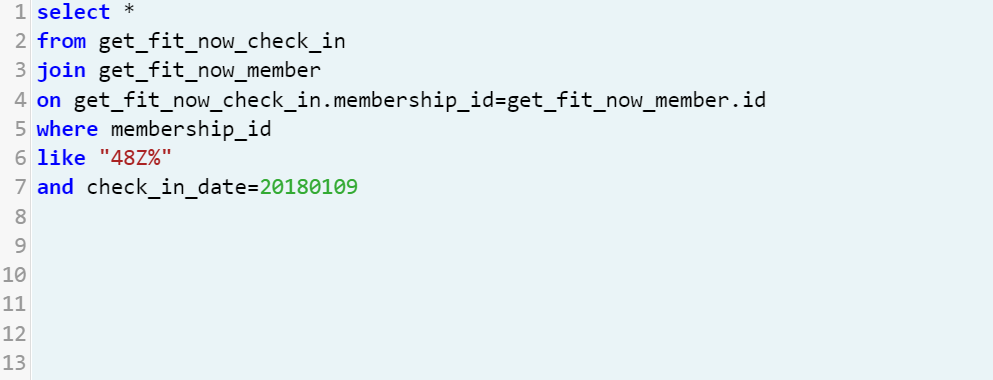 1 select *
2 from get_fit_now_check_in
3 join get_fit_now_member
4 on get_fit_now_check_in.membership_id=get_fit_now_member.id
5 where membership_id
6 like "48Z%"
7 and check_in_date=20180109
8
9
10
11
12
13